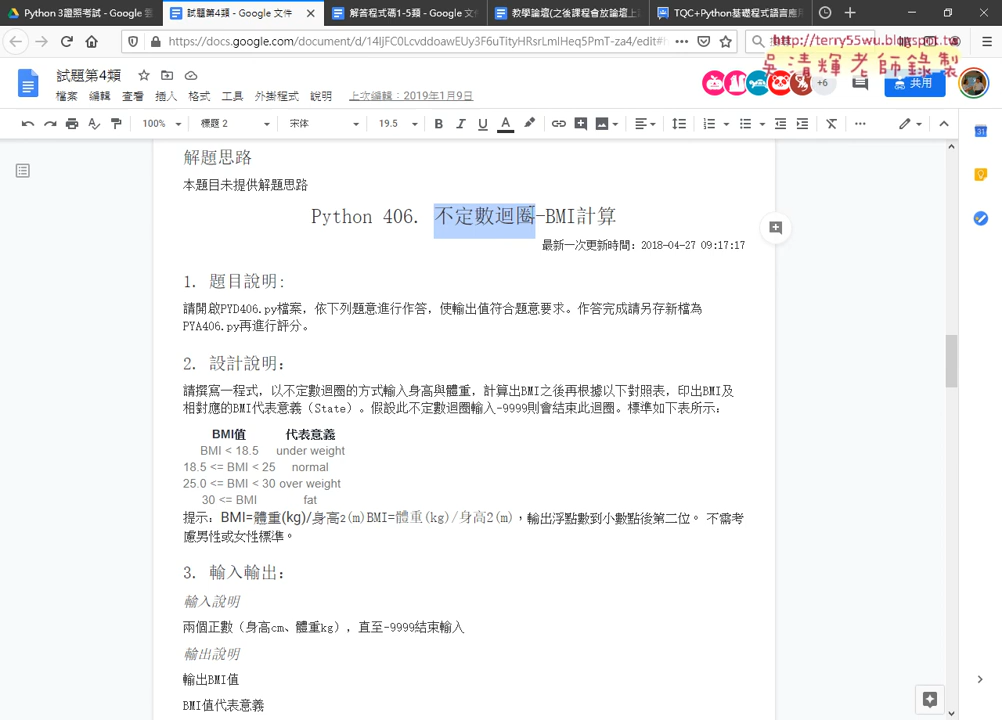 Python 3證照考試 - Google 雲
試題第4類 - Google 文件
解答程式碼1-5類 - Google 文件
教學論壇(之後課程會放論壇上
TQC+Python基礎程式語言應用
https://docs.google.com/document/d/14IjFC0LcvddoawEUy3F6uTityHRsrLmlHeq5PmT-za4/edit#h
http://terry55wu.blogspot.tw
吳清輝老師錄製
試題第4類
檔案 編輯 查看 插入 格式 工具 外掛程式 說明 上次編輯：2019年1月9日
+6
共用
100% 標題 2 宋体 19.5 B I U A
31
解題思路
本題目未提供解題思路
Python 406. 不定數迴圈-BMI計算
最新一次更新時間：2018-04-27 09:17:17
1. 題目說明:
請開啟PYD406.py檔案，依下列題意進行作答，使輸出值符合題意要求。作答完成請另存新檔為
PYA406.py再進行評分。
2. 設計說明：
請撰寫一程式，以不定數迴圈的方式輸入身高與體重，計算出BMI之後再根據以下對照表，印出BMI及
相對應的BMI代表意義（State）。假設此不定數迴圈輸入-9999則會結束此迴圈。標準如下表所示：
BMI值 代表意義
BMI < 18.5 under weight
18.5 <= BMI < 25 normal
25.0 <= BMI < 30 over weight
30 <= BMI fat
提示：BMI=體重(kg)/身高2(m)BMI=體重(kg)/身高2(m)，輸出浮點數到小數點後第二位。 不需考
慮男性或女性標準。
3. 輸入輸出：
輸入說明
兩個正數（身高cm、體重kg），直至-9999結束輸入
輸出說明
輸出BMI值
BMI值代表意義